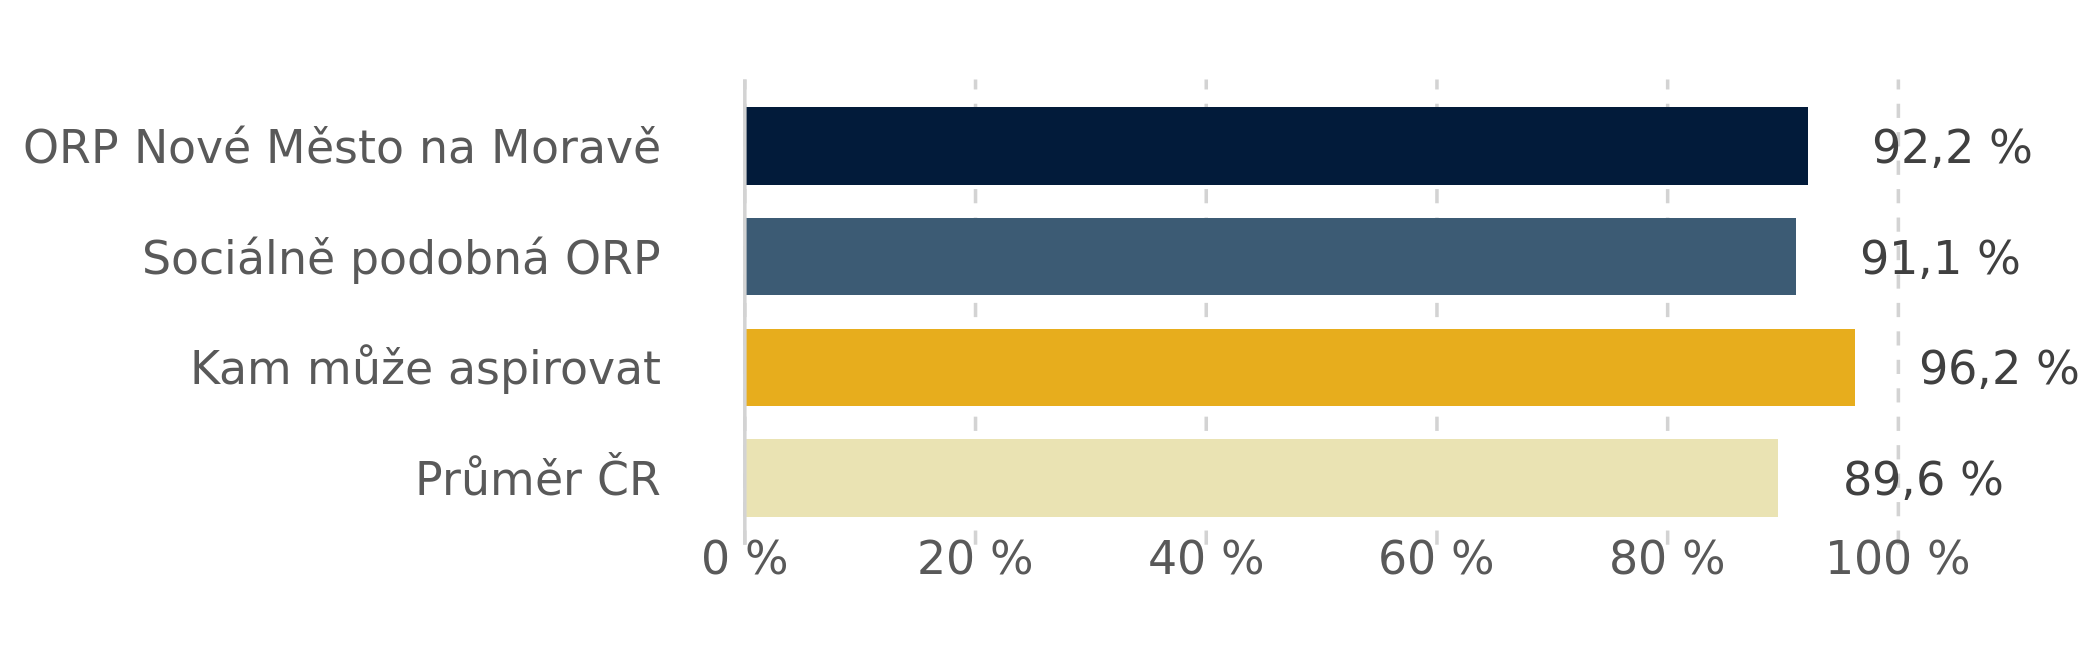 ORP Nové Město na Moravě 92,2 %
Sociálně podobná ORP 91,1 %
Kam může aspirovat 96,2 %
Průměr ČR 89,6 %
0 % 20 % 40 % 60 % 80 % 100 %